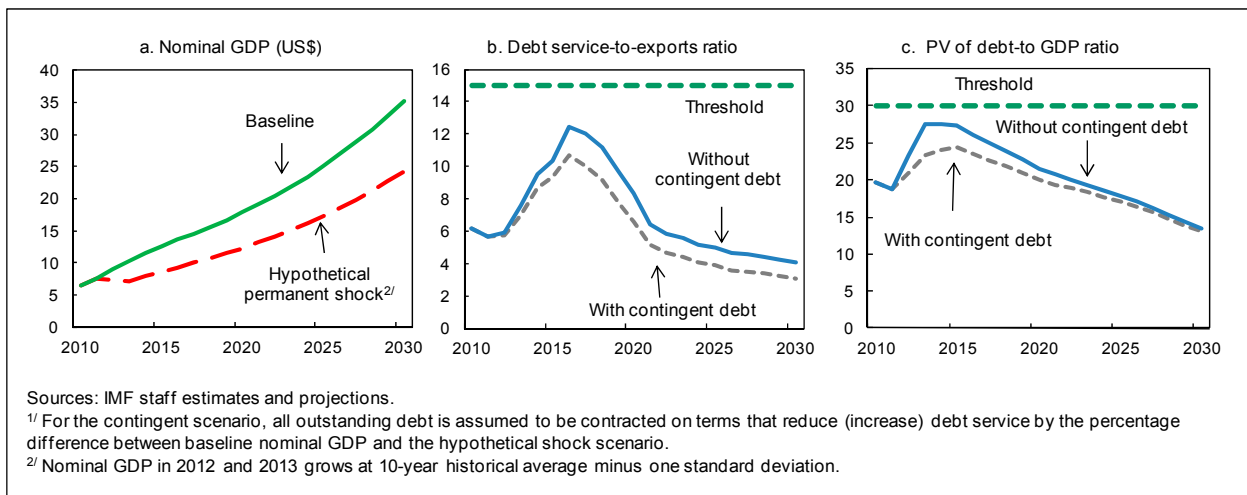 a. Nominal GDP (US$)
40
35
30
25
20
15
10
5
0
Baseline
Hypothetical
permanent shock2/
2010 2015 2020 2025 2030
b. Debt service-to-exports ratio
16
14
12
10
8
6
4
2
0
Threshold
Without
contingent debt
With contingent debt
2010 2015 2020 2025 2030
c. PV of debt-to GDP ratio
35
30
25
20
15
10
5
0
Threshold
Without contingent debt
With contingent debt
2010 2015 2020 2025 2030
Sources: IMF staff estimates and projections.
1/ For the contingent scenario, all outstanding debt is assumed to be contracted on terms that reduce (increase) debt service by the percentage
difference between baseline nominal GDP and the hypothetical shock scenario.
2/ Nominal GDP in 2012 and 2013 grows at 10-year historical average minus one standard deviation.